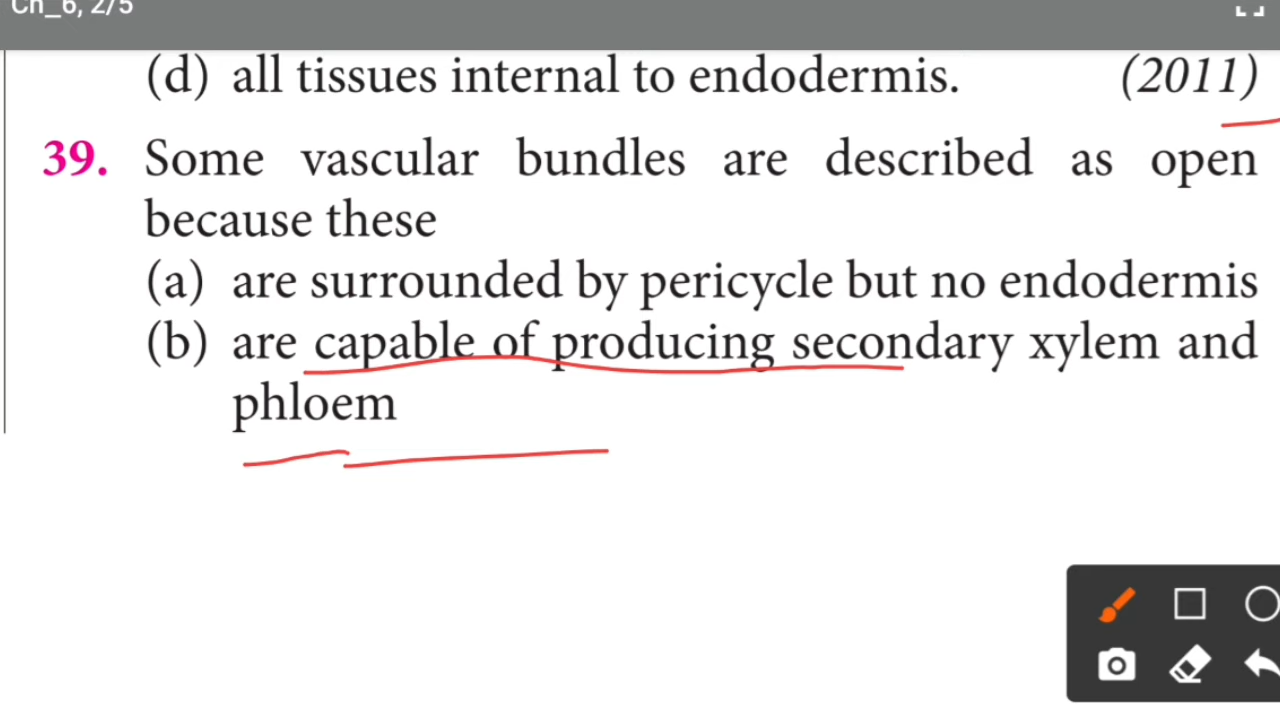 Ch_6, 2/5
(d) all tissues internal to endodermis. (2011)
39. Some vascular bundles are described as open
because these
(a) are surrounded by pericycle but no endodermis
(b) are capable of producing secondary xylem and
phloem